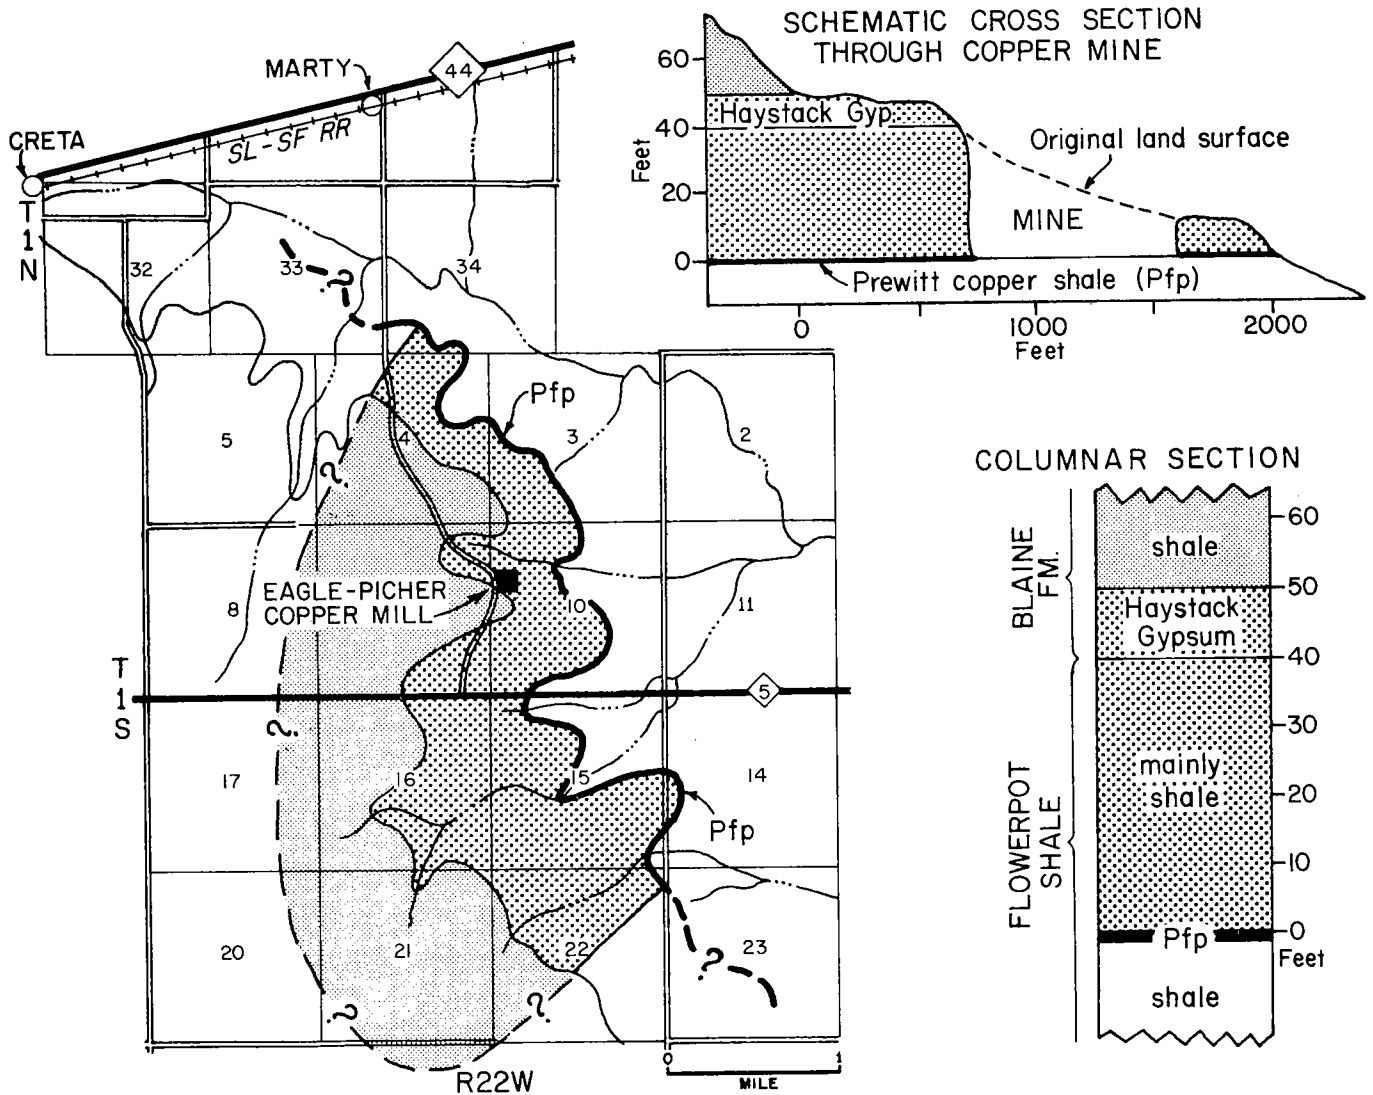 SCHEMATIC CROSS SECTION
THROUGH COPPER MINE
60
40
20
0
Feet
Haystack Gyp
Original land surface
MINE
Prewitt copper shale (Pfp)
0
1000
2000
Feet
MARTY
44
CRETA
SL-SF RR
T
1
N
32
33
?
34
Pfp
5
4
3
2
?
EAGLE-PICHER
COPPER MILL
8
10
11
T
1
S
5
?
17
16
15
14
Pfp
20
21
22
23
?
?
?
R22W
0
1
MILE
COLUMNAR SECTION
BLAINE
FM.
FLOWERPOT
SHALE
shale
Haystack
Gypsum
mainly
shale
Pfp
shale
60
50
40
30
20
10
0
Feet